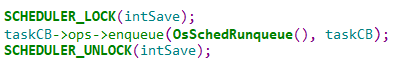 SCHEDULER_LOCK(intSave);
taskCB->ops->enqueue(OsSchedRunqueue(), taskCB);
SCHEDULER_UNLOCK(intSave);